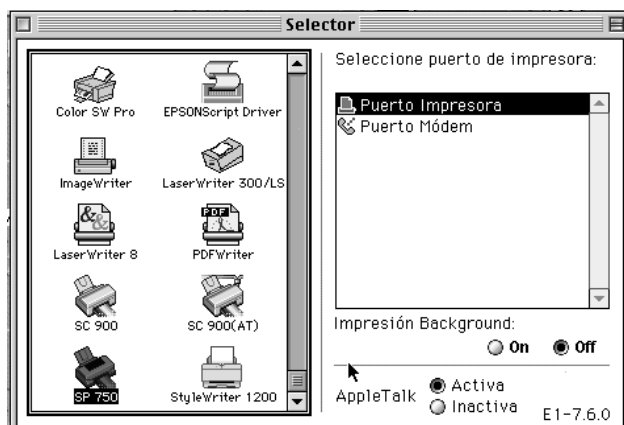 Selector
Color SW Pro
EPSONScript Driver
ImageWriter
LaserWriter 300/LS
&&
LaserWriter 8
PDF
PDFWriter
SC 900
SC 900(AT)
SP 750
StyleWriter 1200
Seleccione puerto de impresora:
Puerto Impresora
Puerto Módem
Impresión Background:
On Off
AppleTalk
Activa
Inactiva
E1-7.6.0